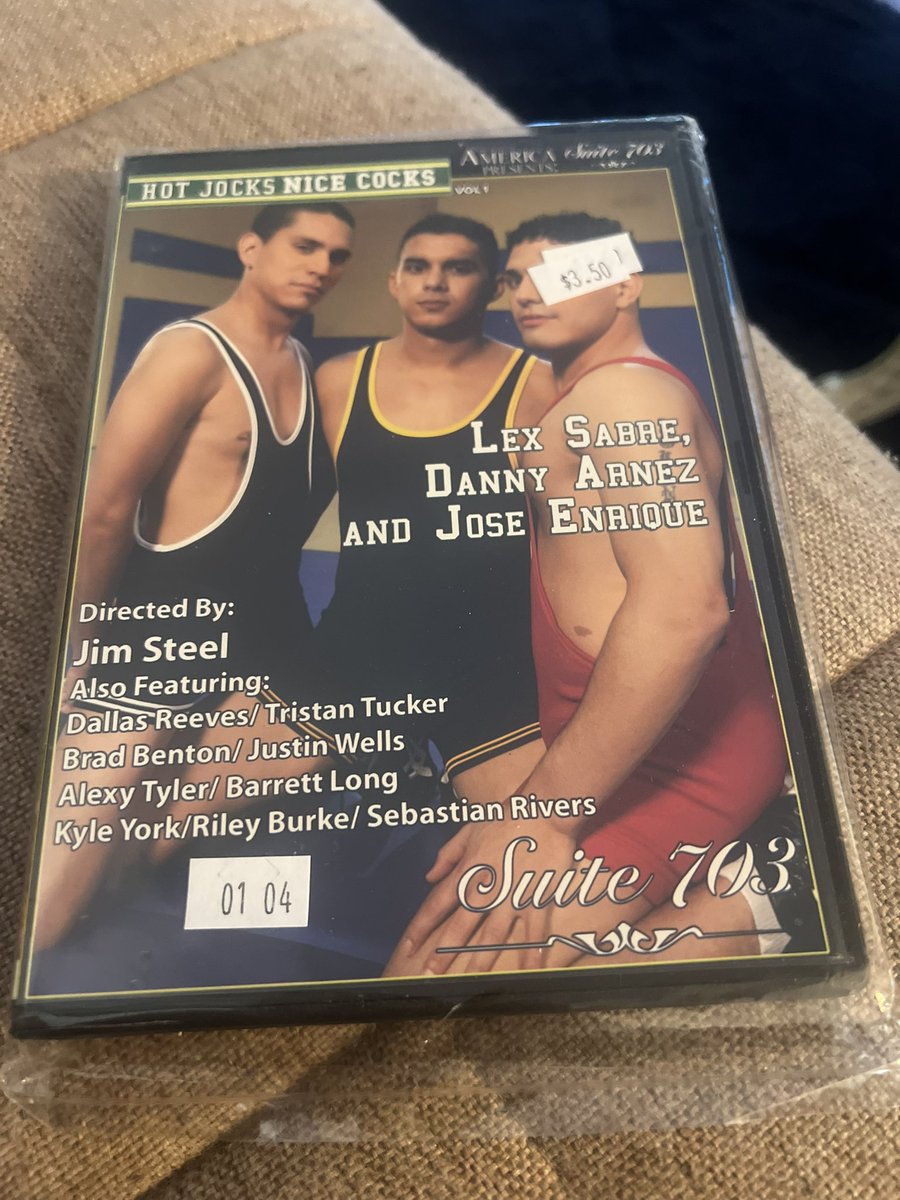 HOT JOCKS NICE COCKS
VOL 1
AMERICA Suite 703
PRESENTS:
$3.50 1
LEX SABRE,
DANNY ARNEZ
AND JOSE ENRIQUE
Directed By:
Jim Steel
Also Featuring:
Dallas Reeves/ Tristan Tucker
Brad Benton/ Justin Wells
Alexy Tyler/ Barrett Long
Kyle York/Riley Burke/ Sebastian Rivers
01 04
Suite 703